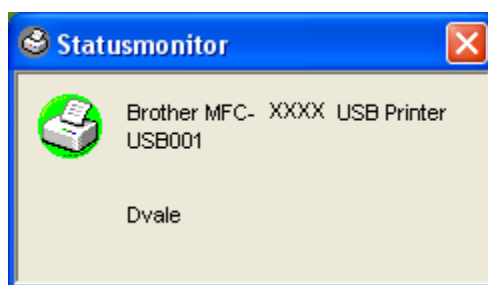 Statusmonitor
Brother MFC- XXXX USB Printer
USB001
Dvale